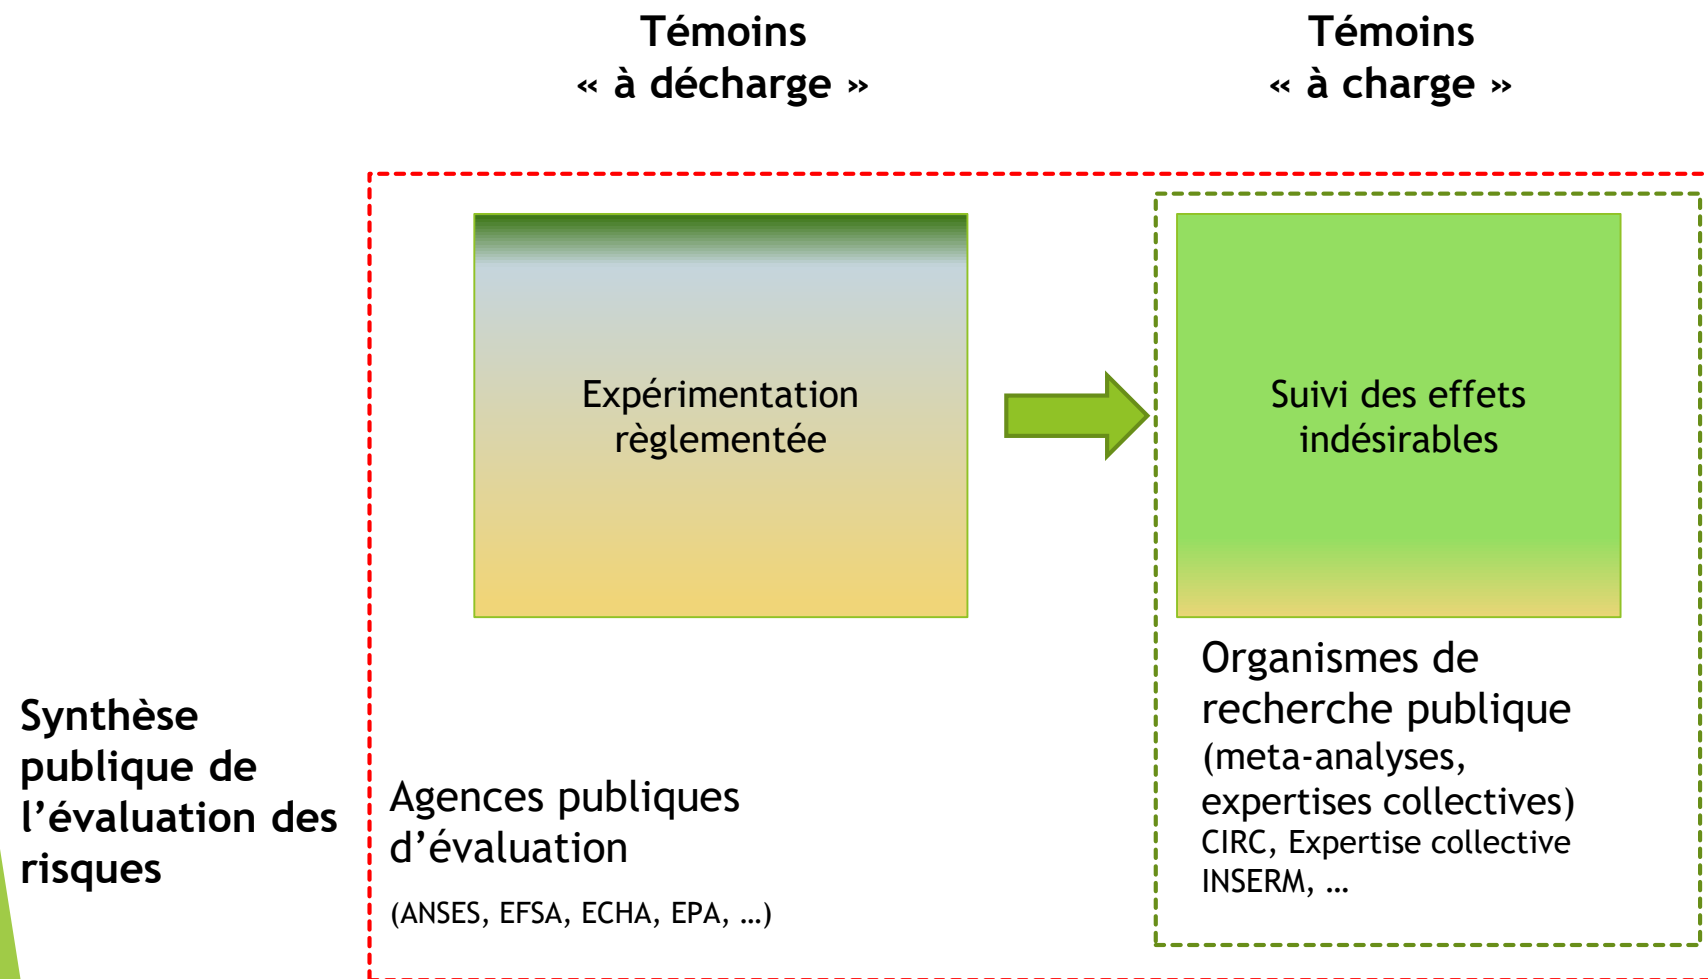 Témoins
« à décharge »
Témoins
« à charge »
Expérimentation
règlementée
Suivi des effets
indésirables
Synthèse
publique de
l’évaluation des
risques
Agences publiques
d’évaluation
(ANSES, EFSA, ECHA, EPA, …)
Organismes de
recherche publique
(meta-analyses,
expertises collectives)
CIRC, Expertise collective
INSERM, …